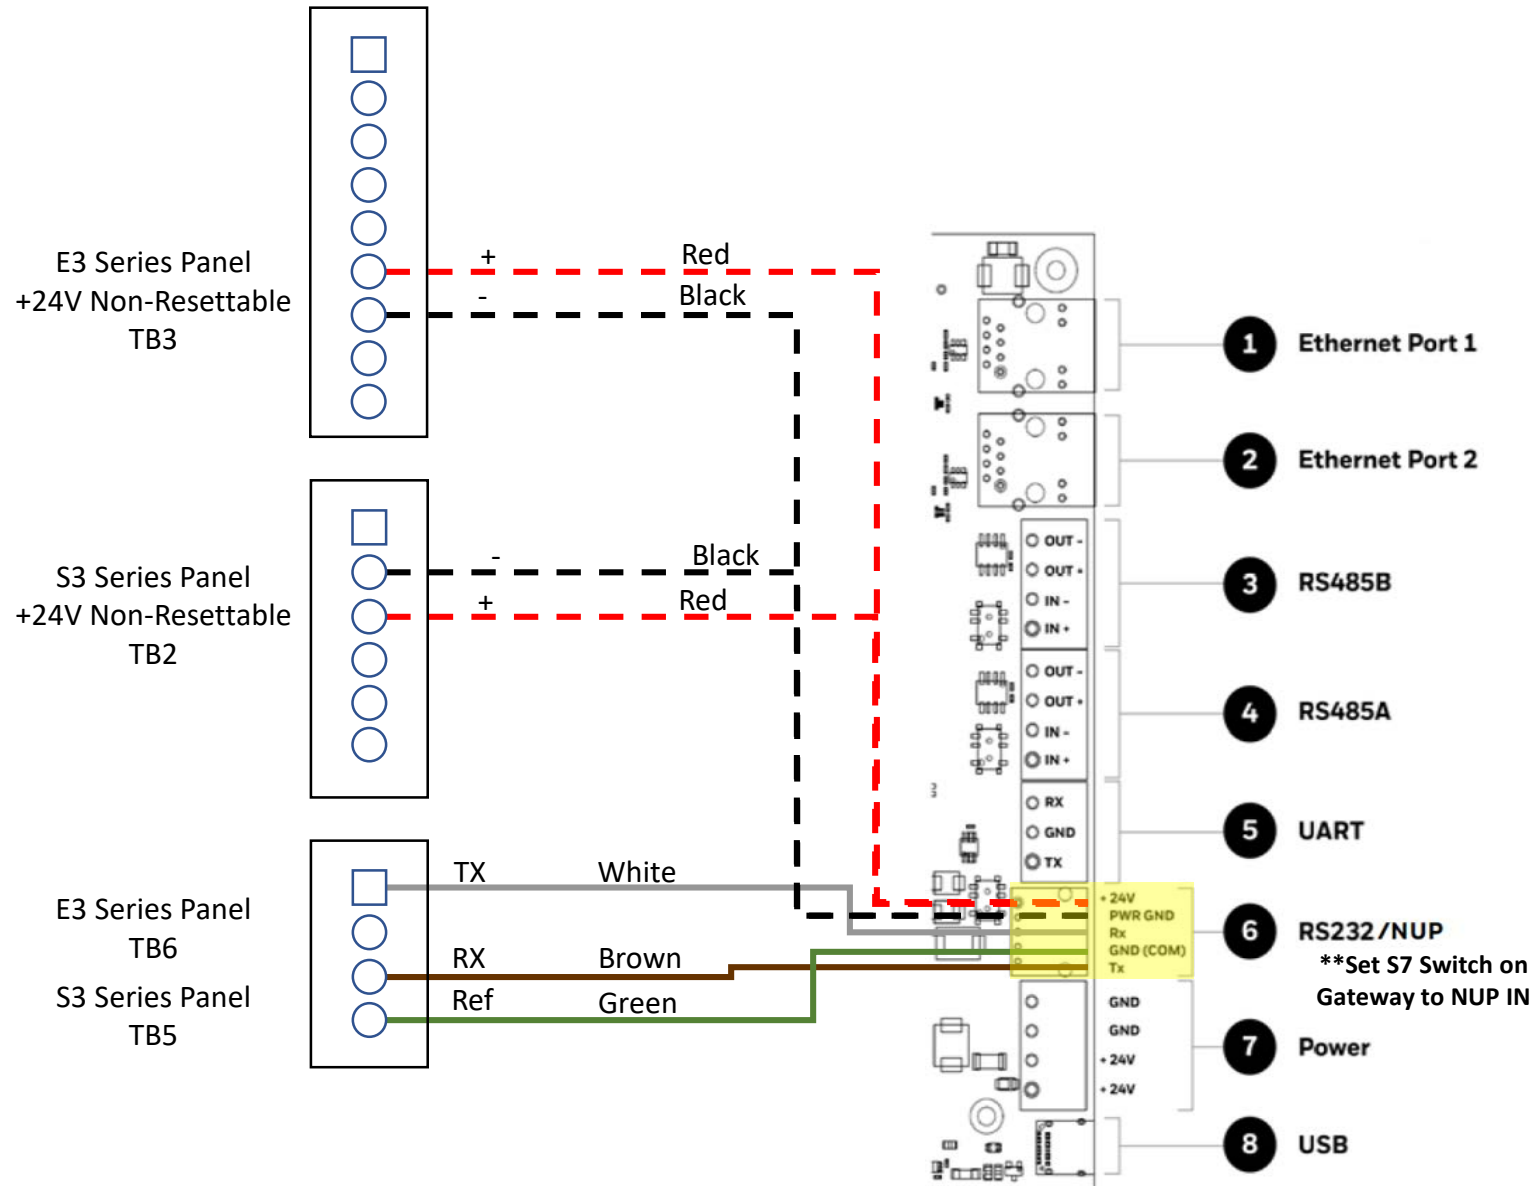 E3 Series Panel
+24V Non-Resettable
TB3
+
Red
-
Black
S3 Series Panel
+24V Non-Resettable
TB2
-
Black
+
Red
E3 Series Panel
TB6
S3 Series Panel
TB5
TX
White
RX
Brown
Ref
Green
1
Ethernet Port 1
2
Ethernet Port 2
OUT -
OUT +
IN -
IN +
3
RS485B
OUT -
OUT +
IN -
IN +
4
RS485A
RX
GND
TX
5
UART
+ 24V
PWR GND
Rx
GND (COM)
Tx
6
RS232/NUP
**Set S7 Switch on
Gateway to NUP IN
GND
GND
+ 24V
+ 24V
7
Power
8
USB